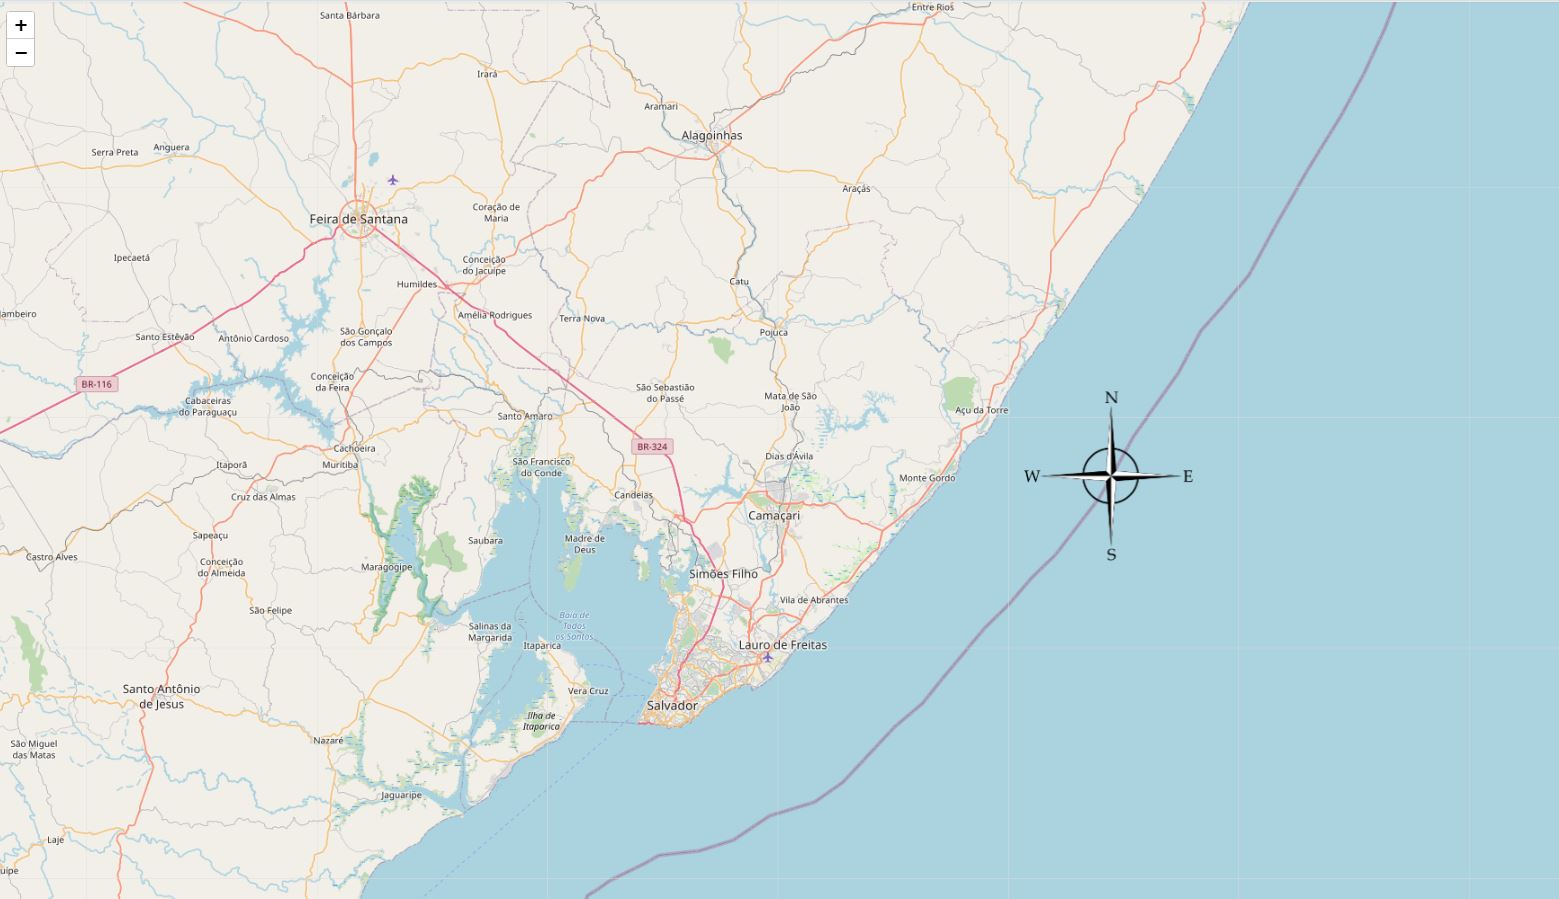 +
−
Santa Bárbara
Entre Rios
Irará
Aramari
Alagoinhas
Serra Preta
Anguera
Araçás
Coração de
Maria
Feira de Santana
Ipecaetá
Conceição
do Jacuípe
Humildes
Catu
Amélia Rodrigues
Terra Nova
Pojuca
Santo Estêvão
Antônio Cardoso
São Gonçalo
dos Campos
BR-116
Conceição
da Feira
São Sebastião
do Passé
Mata de São
João
Cabaceiras
do Paraguaçu
Santo Amaro
Açu da Torre
N
BR-324
Cachoeira
Muritiba
Itaporã
São Francisco
do Conde
Dias d'Ávila
Monte Gordo
W
E
Cruz das Almas
Candeias
Camaçari
Sapeaçu
Saubara
Madre de
Deus
S
Castro Alves
Conceição
do Almeida
Maragogipe
Simões Filho
Vila de Abrantes
São Felipe
Salinas da
Margarida
Baía de
Todos
os Santos
Itaparica
Lauro de Freitas
Santo Antônio
de Jesus
Vera Cruz
Salvador
Ilha de
Itaparica
São Miguel
das Matas
Nazaré
Jaguaripe
Laje